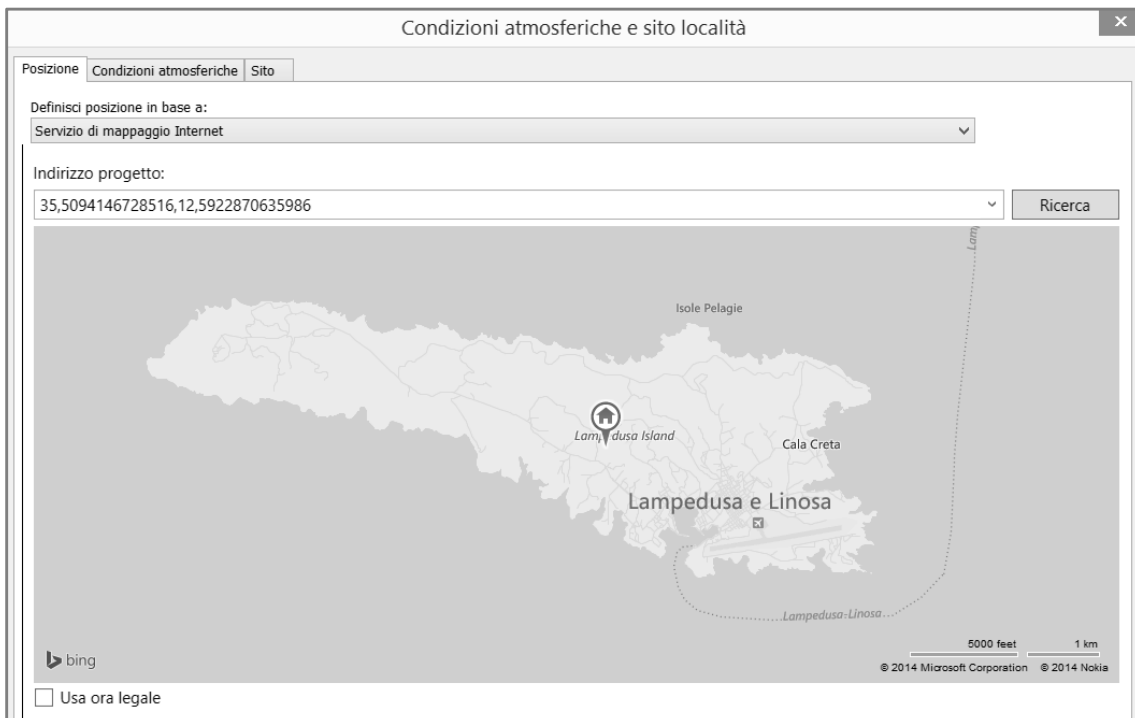 Condizioni atmosferiche e sito località
Posizione Condizioni atmosferiche Sito
Definisci posizione in base a:
Servizio di mappaggio Internet
Indirizzo progetto:
35,5094146728516,12,5922870635986 Ricerca
Isole Pelagie
Lampedusa Island
Cala Creta
Lampedusa e Linosa
Lampedusa-Linosa
bing
5000 feet 1 km
© 2014 Microsoft Corporation © 2014 Nokia
Usa ora legale